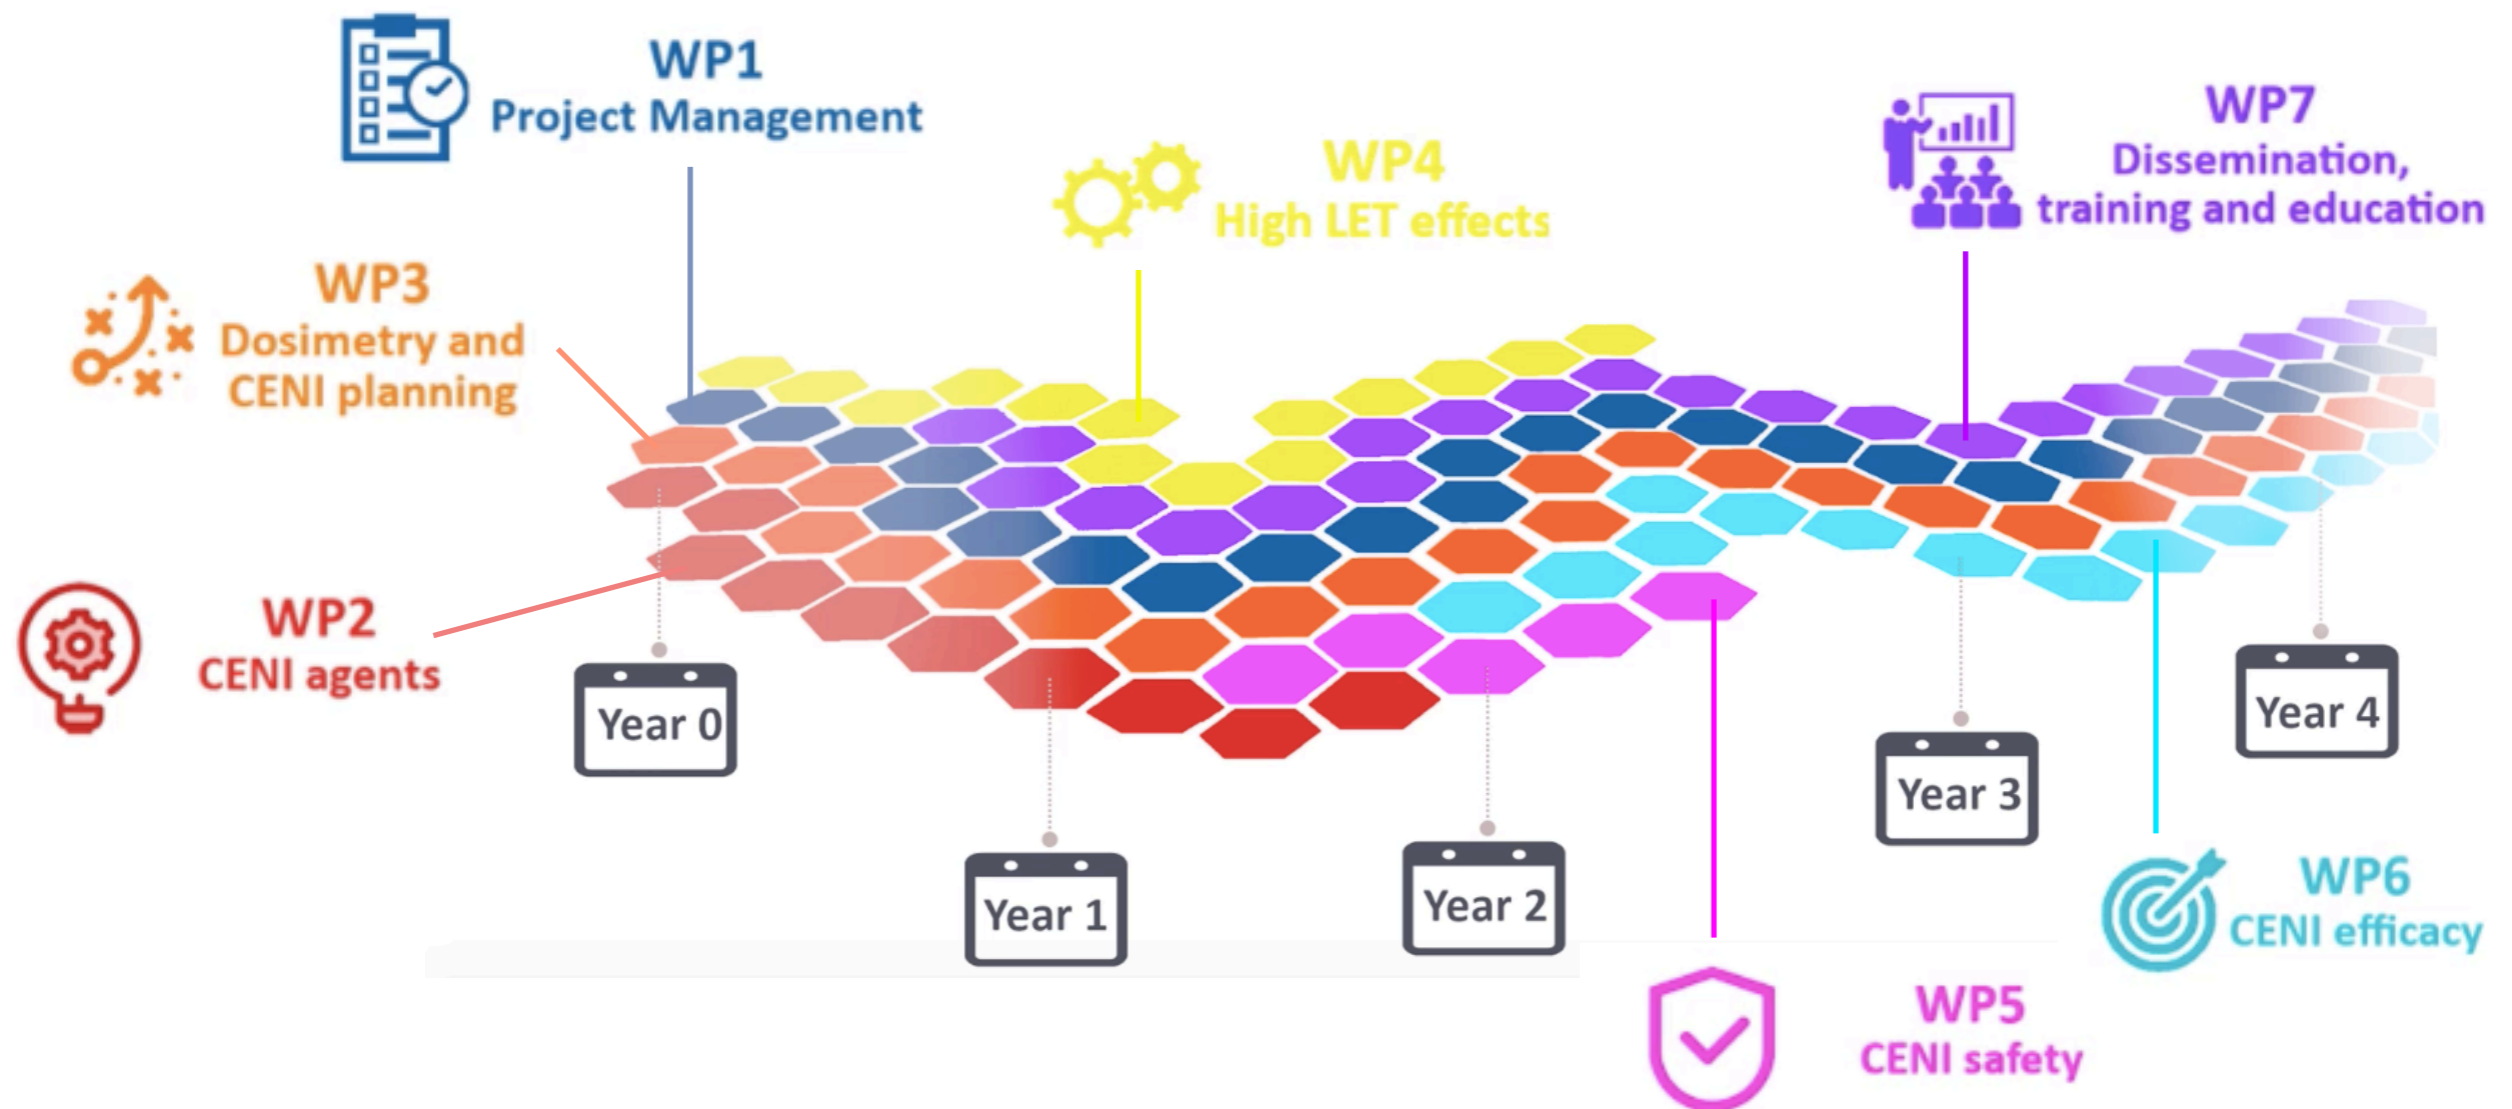 WP1
Project Management
WP7
Dissemination,
training and education
WP4
High LET effects
WP3
Dosimetry and
CENI planning
WP2
CENI agents
Year 0
Year 1
Year 2
Year 3
Year 4
WP6
CENI efficacy
WP5
CENI safety